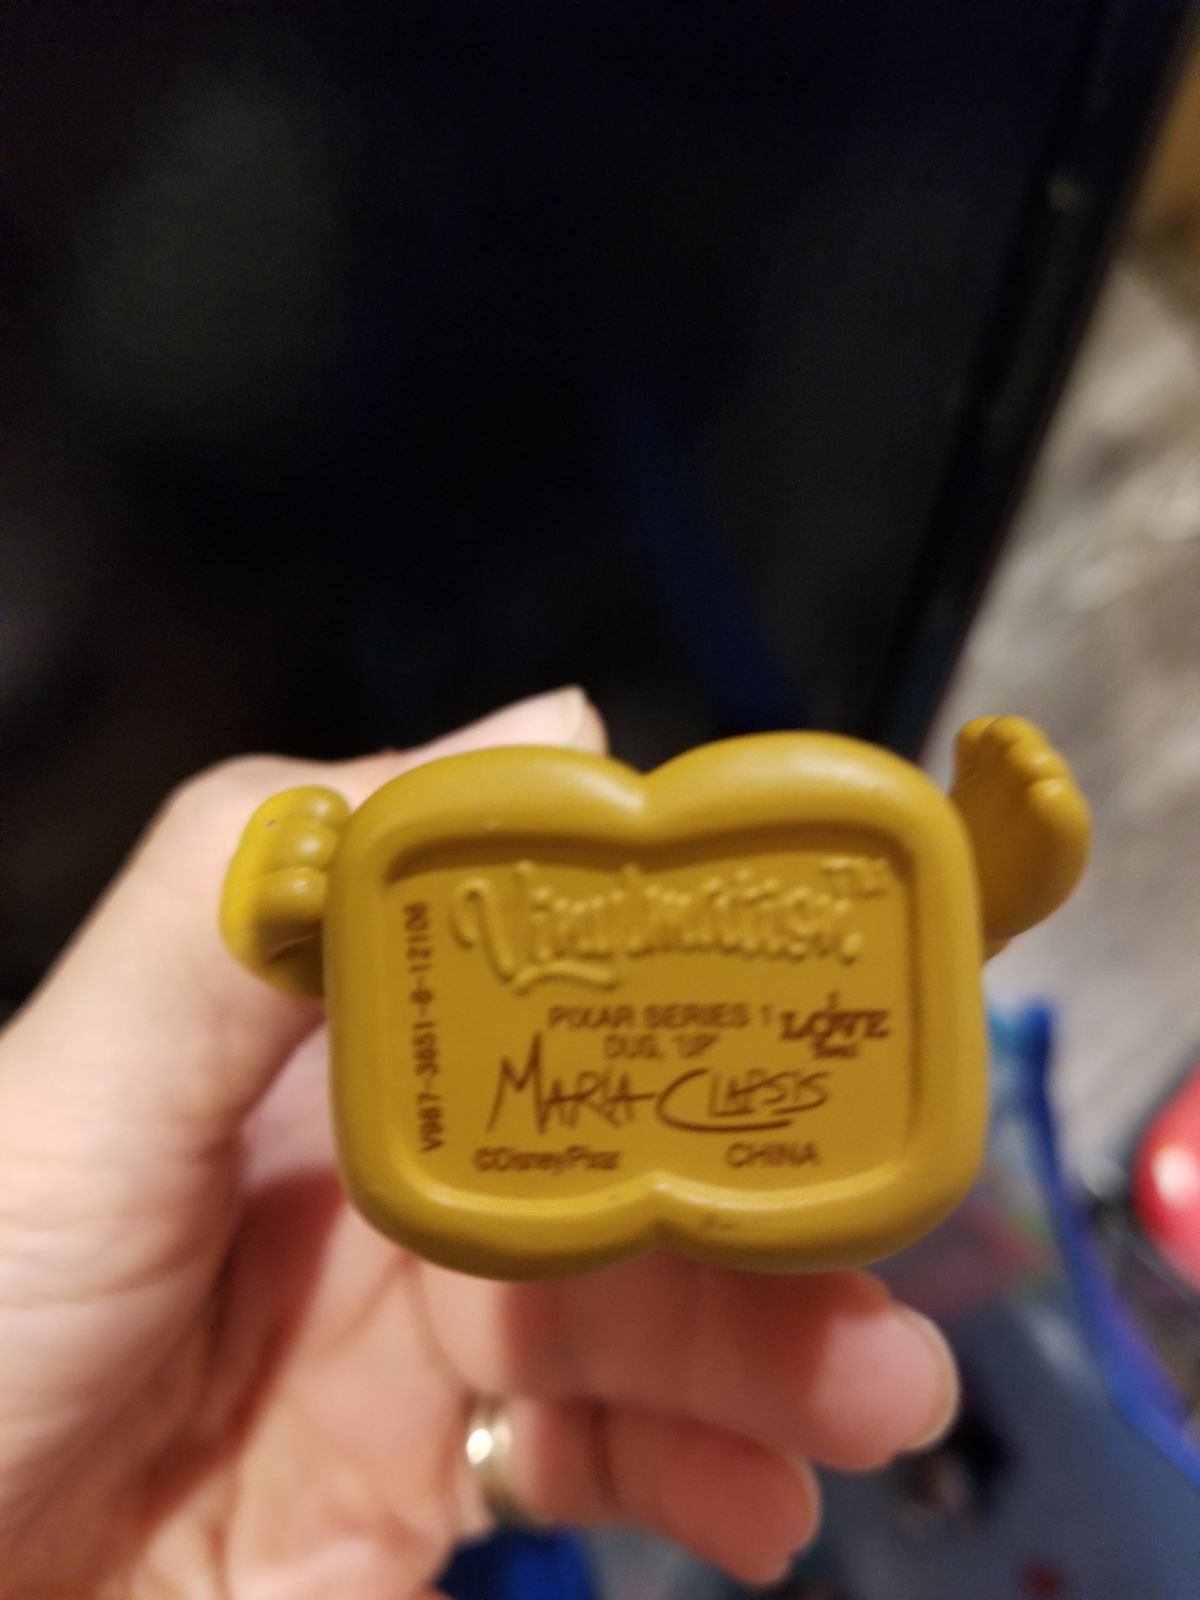 Vinylmation™
PIXAR SERIES 1
DUG, 'UP'
MARIA CLAPSIS
©Disney/Pixar
CHINA